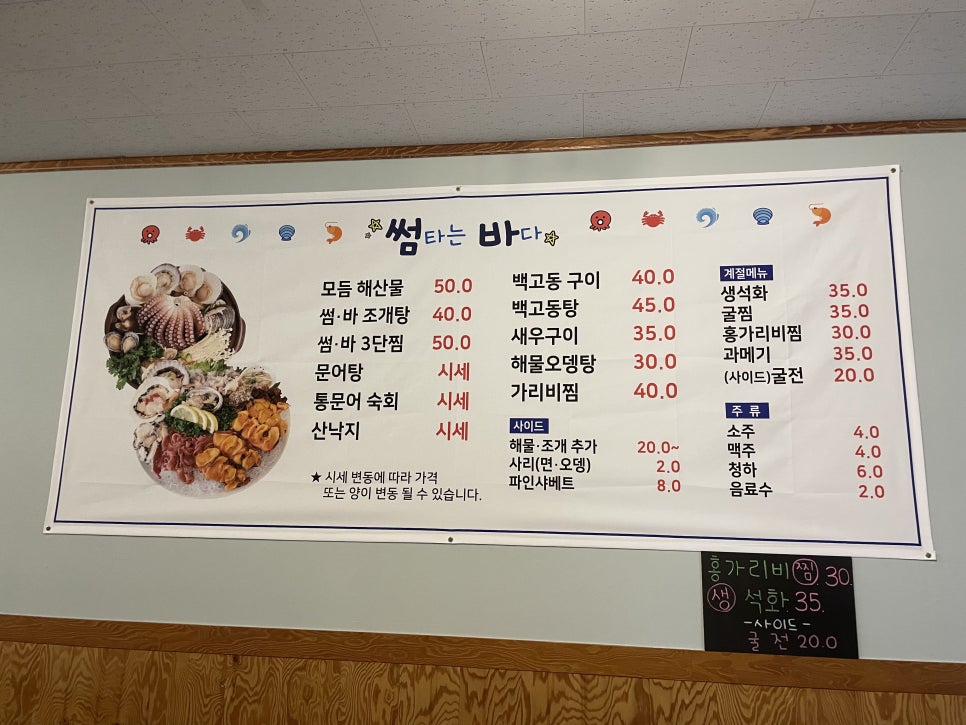 썸타는 바다
모듬 해산물 50.0
썸·바 조개탕 40.0
썸·바 3단찜 50.0
문어탕 시세
통문어 숙회 시세
산낙지 시세
★ 시세 변동에 따라 가격
또는 양이 변동 될 수 있습니다.
백고동 구이 40.0
백고동탕 45.0
새우구이 35.0
해물오뎅탕 30.0
가리비찜 40.0
사이드
해물·조개 추가 20.0~
사리(면·오뎅) 2.0
파인샤베트 8.0
계절메뉴
생석화 35.0
굴찜 35.0
홍가리비찜 30.0
과메기 35.0
(사이드)굴전 20.0
주 류
소주 4.0
맥주 4.0
청하 6.0
음료수 2.0
홍가리비찜 30.
생 석화 35.
-사이드-
굴 전 20.0